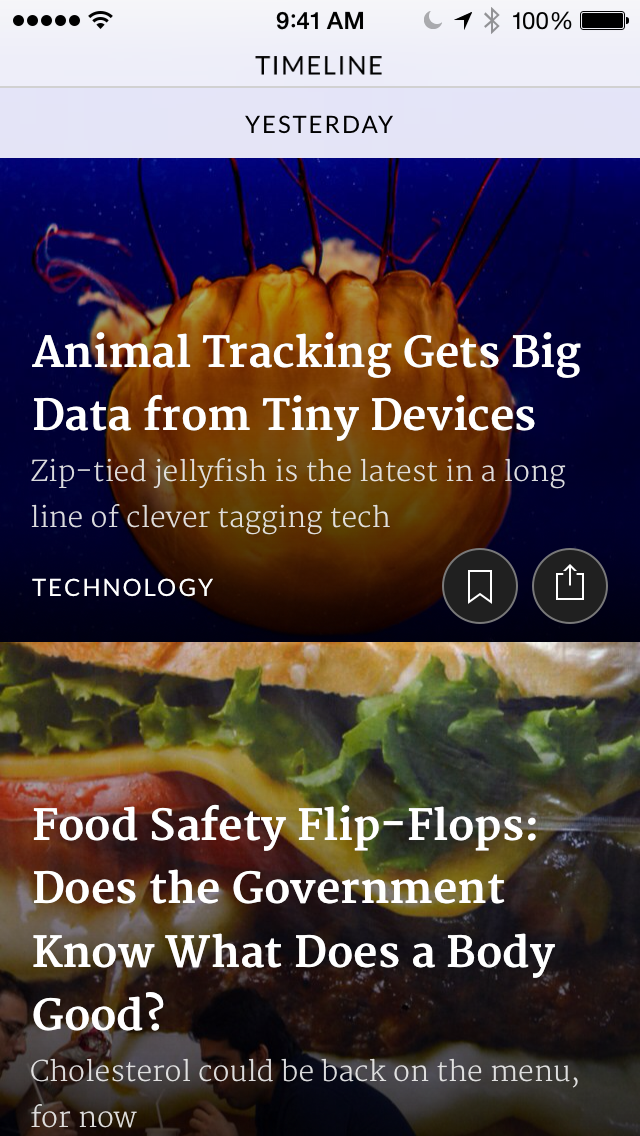 9:41 AM
100%
TIMELINE
YESTERDAY
Animal Tracking Gets Big
Data from Tiny Devices
Zip-tied jellyfish is the latest in a long
line of clever tagging tech
TECHNOLOGY
Food Safety Flip-Flops:
Does the Government
Know What Does a Body
Good?
Cholesterol could be back on the menu,
for now